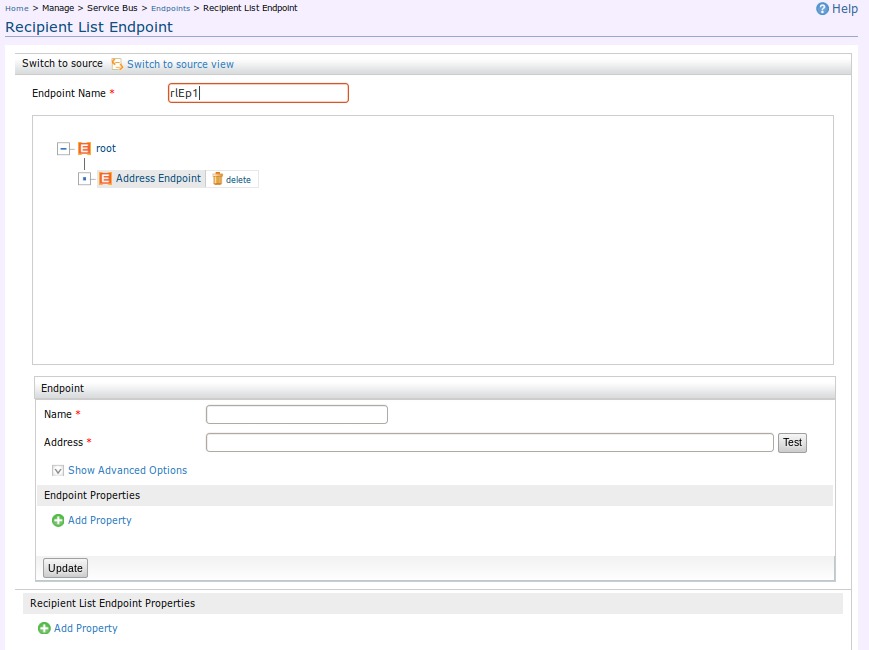 Home > Manage > Service Bus > Endpoints > Recipient List Endpoint
? Help
Recipient List Endpoint
Switch to source Switch to source view
Endpoint Name *
rlEp1
E root
E Address Endpoint delete
Endpoint
Name *
Address * Test
Show Advanced Options
Endpoint Properties
Add Property
Update
Recipient List Endpoint Properties
Add Property